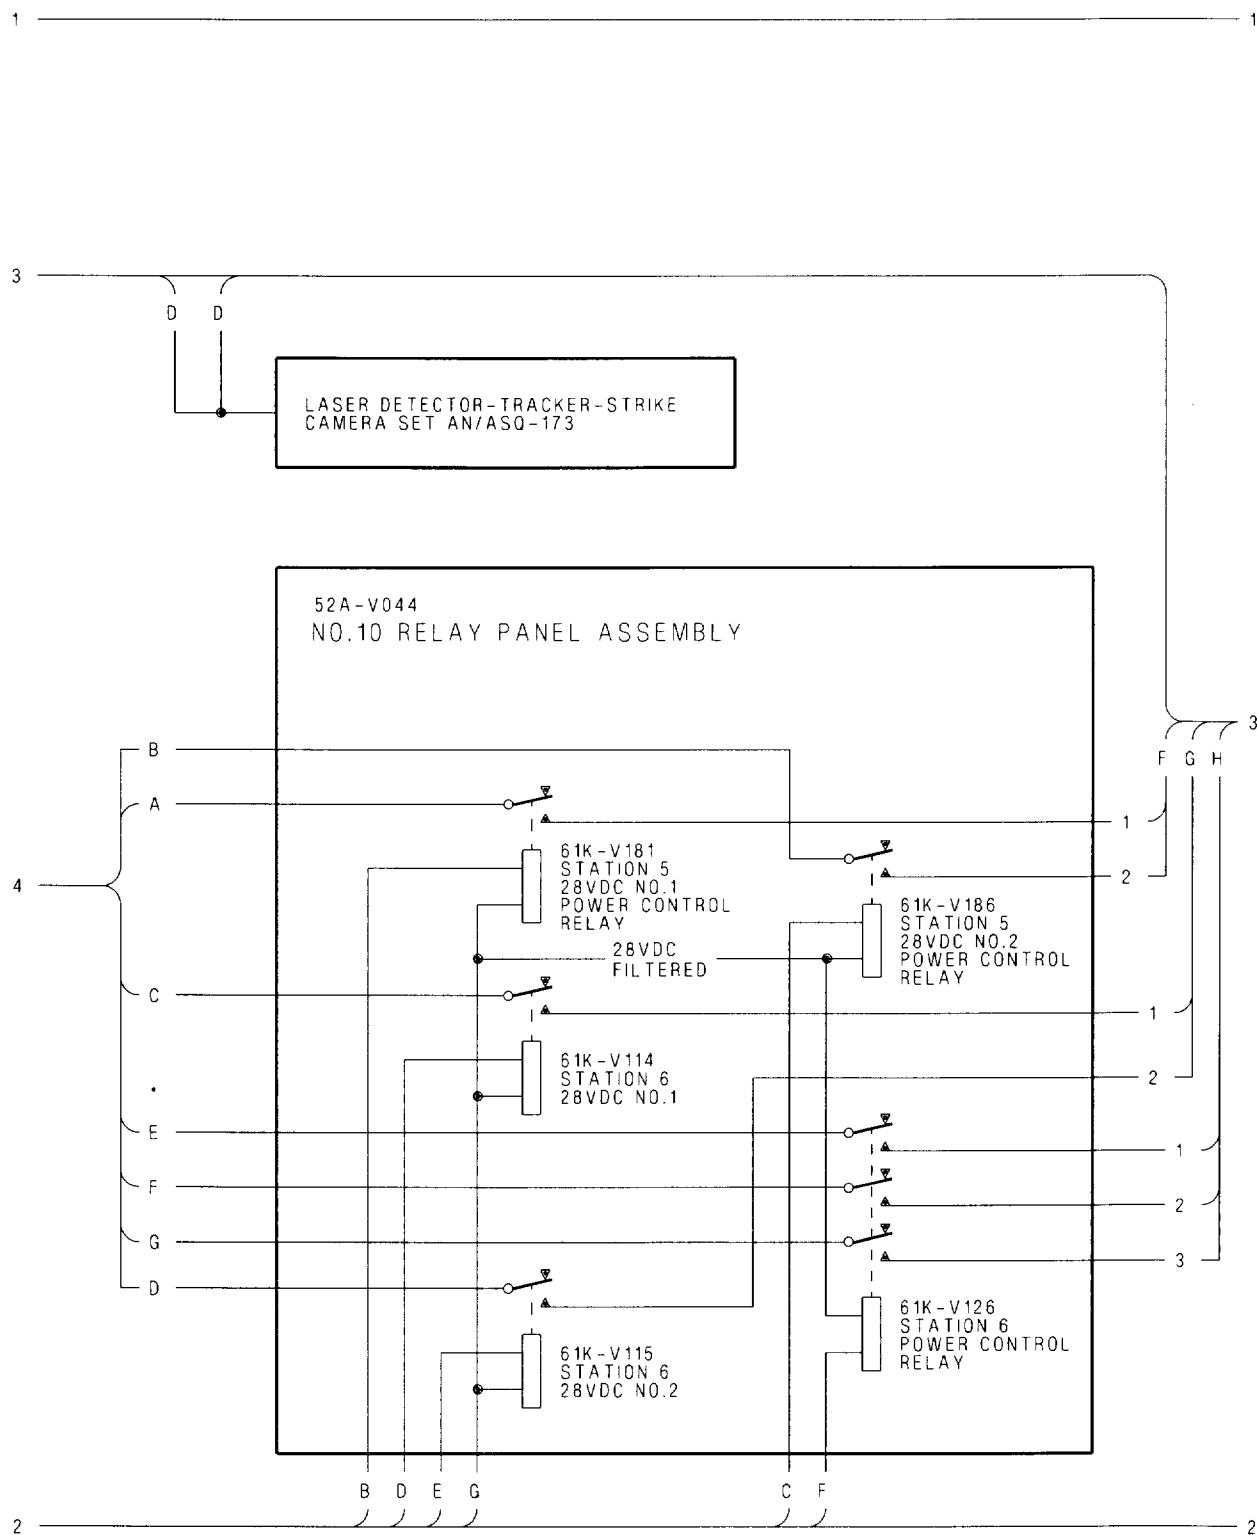 1 1
3
D D
LASER DETECTOR-TRACKER-STRIKE
CAMERA SET AN/ASQ-173
52A-V044
NO.10 RELAY PANEL ASSEMBLY
3
B
F G H
A
1
61K-V181
STATION 5
28VDC NO.1
POWER CONTROL
RELAY
2
4
61K-V186
STATION 5
28VDC NO.2
POWER CONTROL
RELAY
28VDC
FILTERED
C
1
61K-V114
STATION 6
28VDC NO.1
2
E
1
F
2
G
3
D
61K-V126
STATION 6
POWER CONTROL
RELAY
61K-V115
STATION 6
28VDC NO.2
B D E G C F
2 2